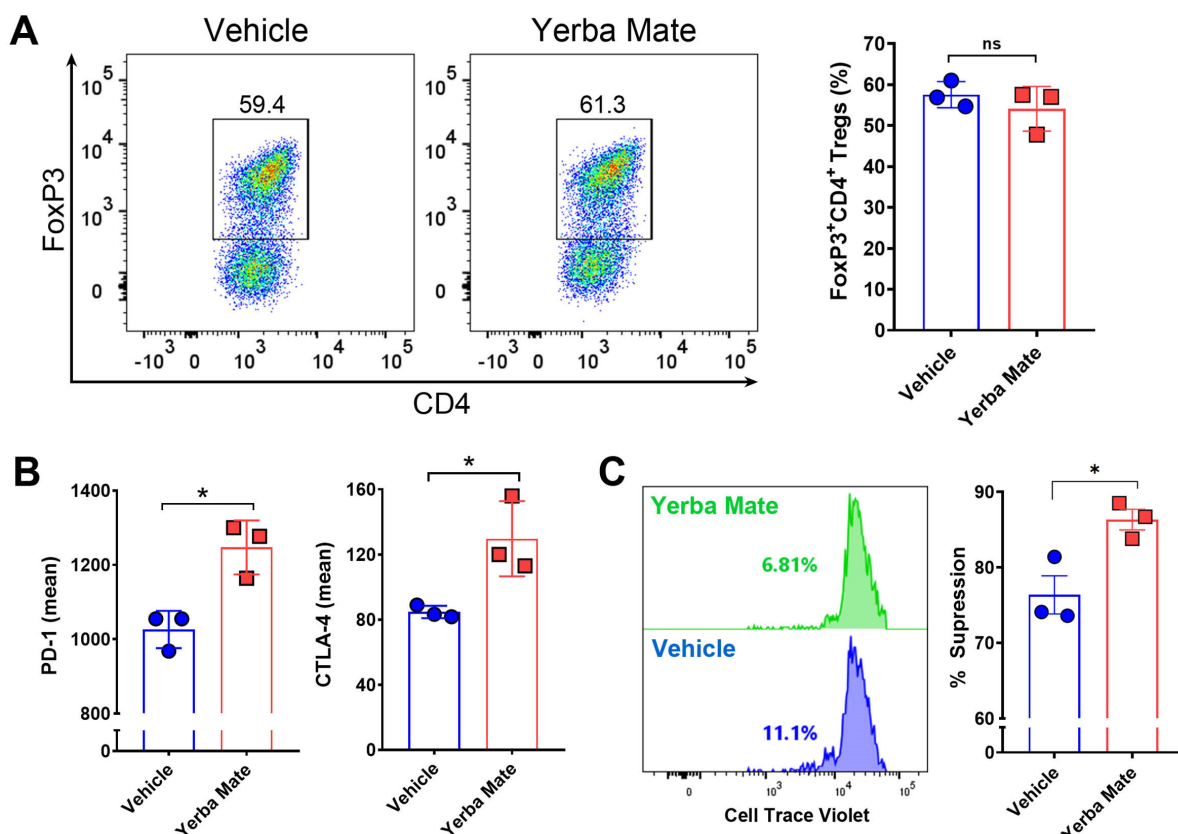 A
Vehicle
Yerba Mate
59.4
61.3
FoxP3
10^5
10^4
10^3
0
-10^3 0 10^3 10^4 10^5
10^5
10^4
10^3
0
-10^3 0 10^3 10^4 10^5
CD4
FoxP3+CD4+ Tregs (%)
70
60
50
40
30
20
10
0
ns
Vehicle
Yerba Mate
B
PD-1 (mean)
1400
1200
1000
800
0
*
Vehicle
Yerba Mate
CTLA-4 (mean)
160
120
80
40
0
*
Vehicle
Yerba Mate
C
Yerba Mate
6.81%
Vehicle
11.1%
0 10^3 10^4 10^5
Cell Trace Violet
% Supression
90
80
70
60
0
*
Vehicle
Yerba Mate